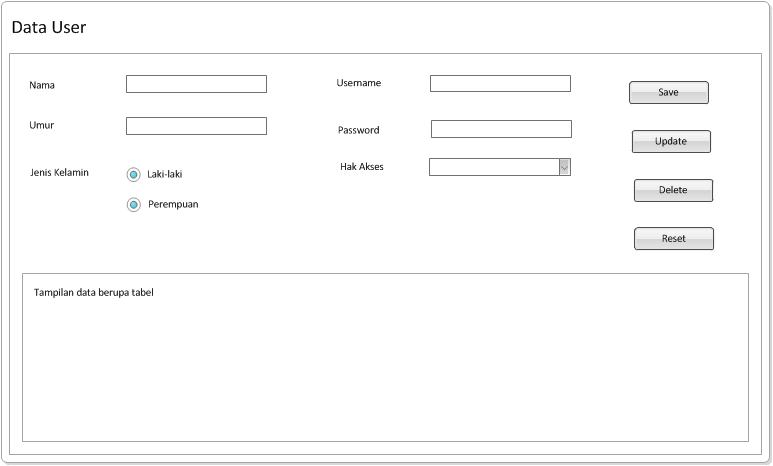 Data User
Nama
Username
Save
Umur
Password
Update
Jenis Kelamin
Laki-laki
Hak Akses
Delete
Perempuan
Reset
Tampilan data berupa tabel